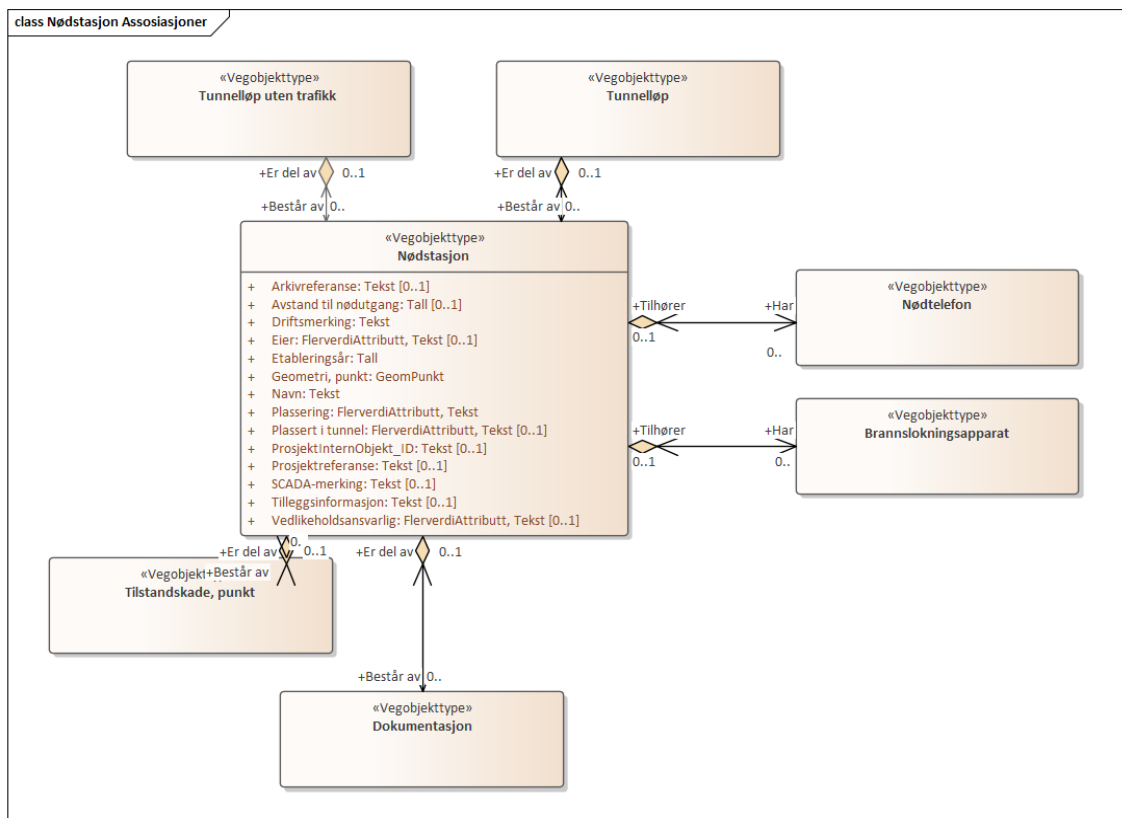 class Nødstasjon Assosiasjoner
«Vegobjekttype»
Tunnelløp uten trafikk
«Vegobjekttype»
Tunnelløp
+Er del av 0..1
+Består av 0..
+Er del av 0..1
+Består av 0..
«Vegobjekttype»
Nødstasjon
+ Arkivreferanse: Tekst [0..1]
+ Avstand til nødutgang: Tall [0..1]
+ Driftsmerking: Tekst
+ Eier: FlerverdiAttributt, Tekst [0..1]
+ Etableringsår: Tall
+ Geometri, punkt: GeomPunkt
+ Navn: Tekst
+ Plassering: FlerverdiAttributt, Tekst
+ Plassert i tunnel: FlerverdiAttributt, Tekst [0..1]
+ ProsjektInternObjekt_ID: Tekst [0..1]
+ Prosjektreferanse: Tekst [0..1]
+ SCADA-merking: Tekst [0..1]
+ Tilleggsinformasjon: Tekst [0..1]
+ Vedlikeholdsansvarlig: FlerverdiAttributt, Tekst [0..1]
+Tilhører +Har
0..1 0..
«Vegobjekttype»
Nødtelefon
+Tilhører +Har
0..1 0..
«Vegobjekttype»
Brannslokningsapparat
0..
+Er del av 0..1
+Består av
«Vegobjekt
Tilstandskade, punkt
+Er del av 0..1
+Består av 0..
«Vegobjekttype»
Dokumentasjon